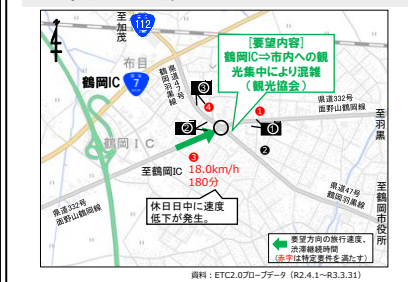 至加茂
国道
112
布目
鶴岡IC
国道
7
県道47号
鶴岡羽黒線
[要望内容]
鶴岡IC⇒市内への観
光集中により混雑
(観光協会)
③
❹
❶
県道332号
面野山鶴岡線
至羽黒
鶴岡IC
②
①
❷
❸
至鶴岡IC
18.0km/h
180分
休日日中に速度
低下が発生。
県道332号
面野山鶴岡線
県道47号
鶴岡羽黒線
至鶴岡市役所
要望方向の旅行速度、
渋滞継続時間
(赤字は特定要件を満たす)
資料:ETC2.0プローブデータ(R2.4.1~R3.3.31)